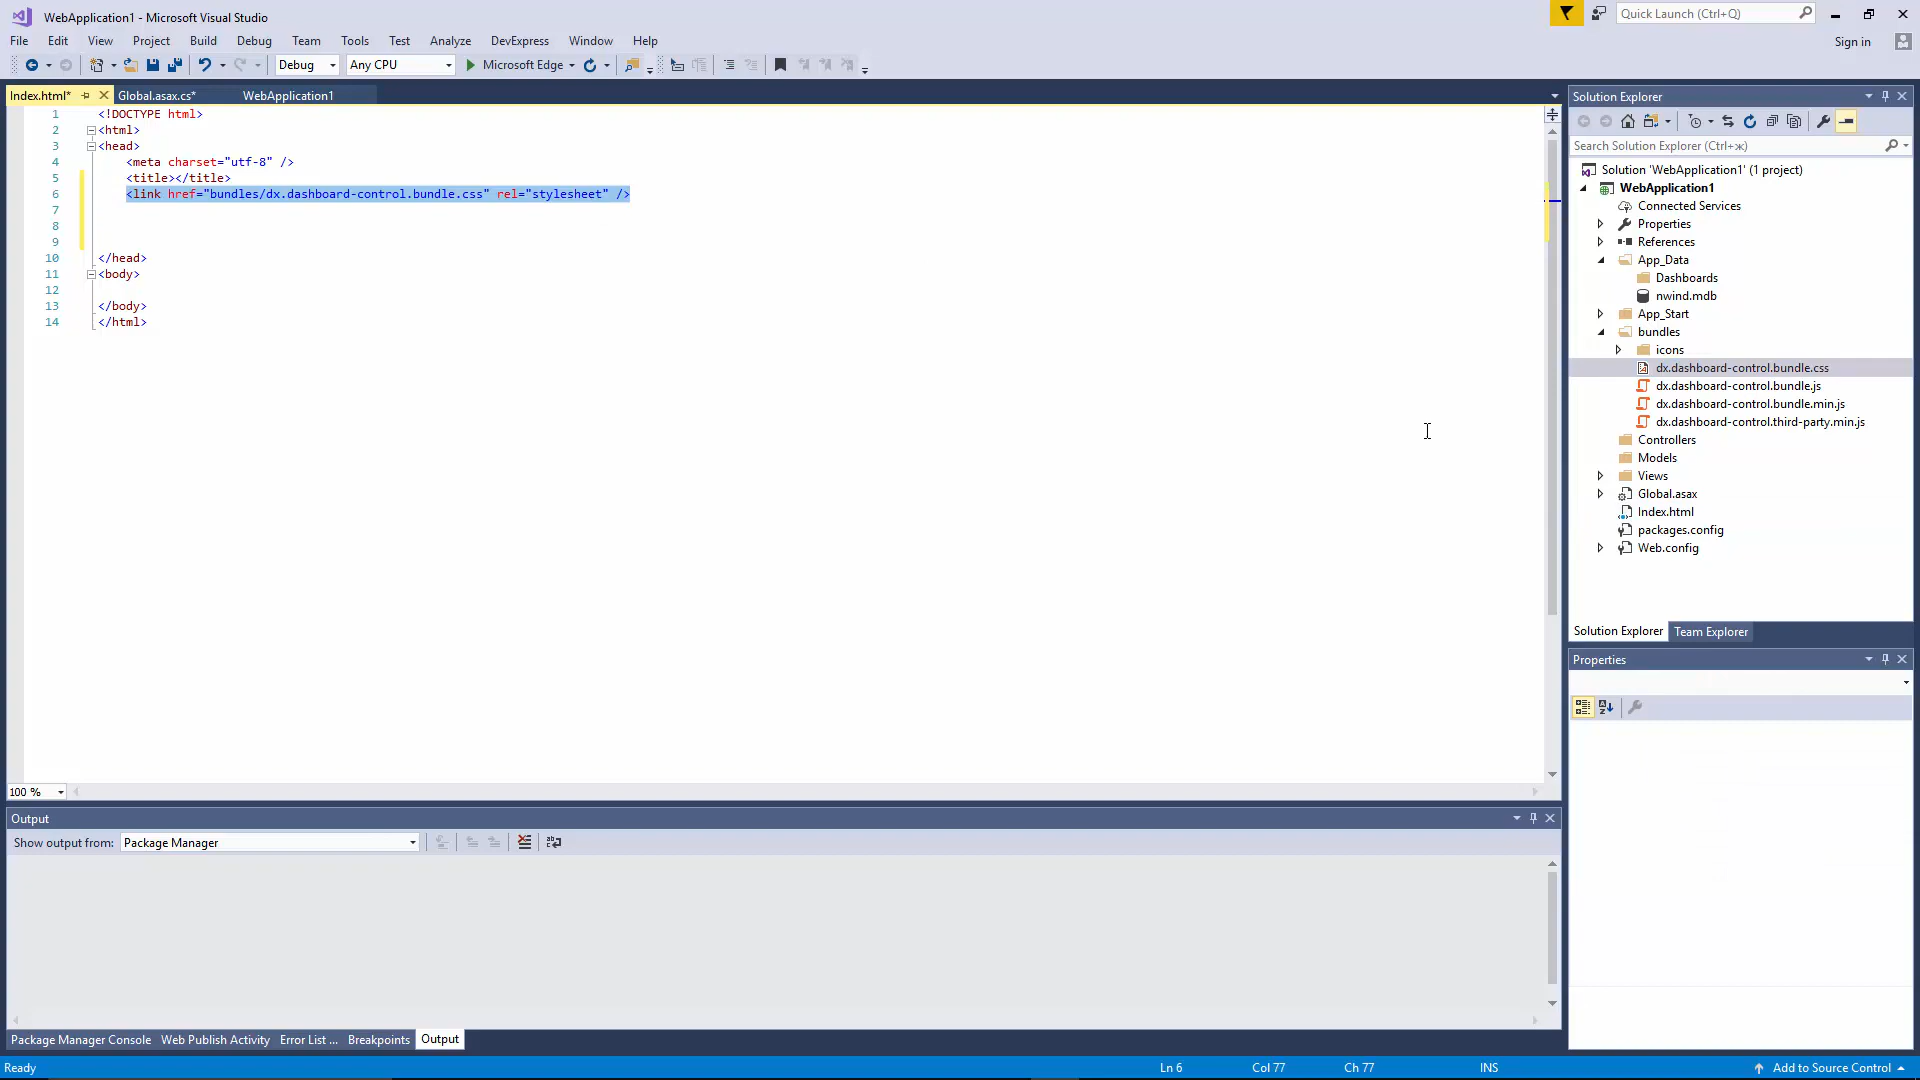 WebApplication1 - Microsoft Visual Studio
Quick Launch (Ctrl+Q)
File Edit View Project Build Debug Team Tools Test Analyze DevExpress Window Help
Sign in
Debug Any CPU Microsoft Edge
Index.html* Global.asax.cs* WebApplication1
1 <!DOCTYPE html>
2 <html>
3 <head>
4 <meta charset="utf-8" />
5 <title></title>
6 <link href="bundles/dx.dashboard-control.bundle.css" rel="stylesheet" />
7
8
9
10 </head>
11 <body>
12
13 </body>
14 </html>
100 %
Solution Explorer
Search Solution Explorer (Ctrl+ж)
Solution 'WebApplication1' (1 project)
WebApplication1
Connected Services
Properties
References
App_Data
Dashboards
nwind.mdb
App_Start
bundles
icons
dx.dashboard-control.bundle.css
dx.dashboard-control.bundle.js
dx.dashboard-control.bundle.min.js
dx.dashboard-control.third-party.min.js
Controllers
Models
Views
Global.asax
Index.html
packages.config
Web.config
Solution Explorer Team Explorer
Properties
Output
Show output from: Package Manager
Package Manager Console Web Publish Activity Error List ... Breakpoints Output
Ready Ln 6 Col 77 Ch 77 INS Add to Source Control